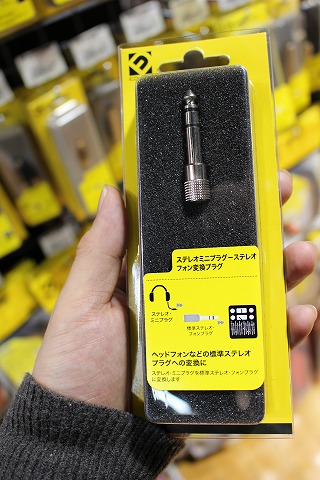 ステレオミニプラグーステレオ
フォン変換プラグ
ステレオ・
ミニプラグ
標準ステレオ・
フォンプラグ
ヘッドフォンなどの標準ステレオ
プラグへの変換に
ステレオ・ミニプラグを標準ステレオ・フォンプラグ
に変換します